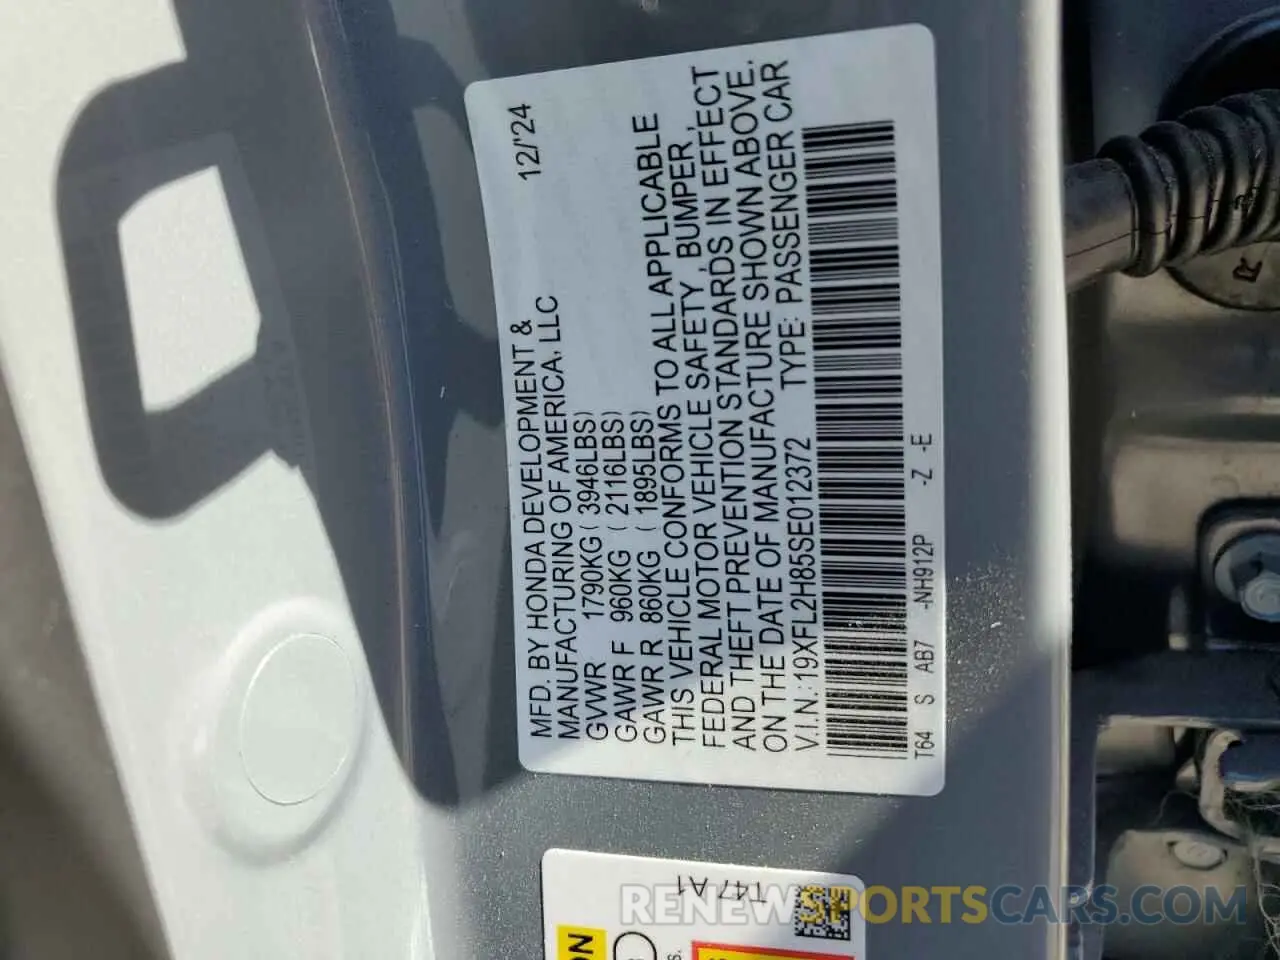 MFD. BY HONDA DEVELOPMENT & 12/'24
MANUFACTURING OF AMERICA, LLC
GVWR 1790KG ( 3946LBS)
GAWR F 960KG ( 2116LBS)
GAWR R 860KG ( 1895LBS)
THIS VEHICLE CONFORMS TO ALL APPLICABLE
FEDERAL MOTOR VEHICLE SAFETY, BUMPER,
AND THEFT PREVENTION STANDARDS IN EFFECT
ON THE DATE OF MANUFACTURE SHOWN ABOVE.
V.I.N.:19XFL2H85SE012372 TYPE: PASSENGER CAR
T64 S AB7 -NH912P -Z -E
T47 A1
RENEWSPORTSCARS.COM